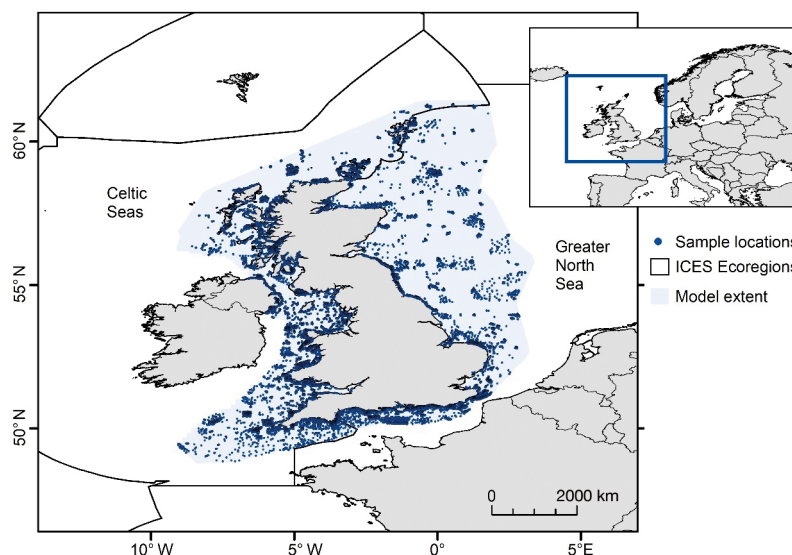 60°N
55°N
50°N
Celtic
Seas
Greater
North
Sea
Sample locations
ICES Ecoregions
Model extent
0 2000 km
10° W
5° W
0°
5°E